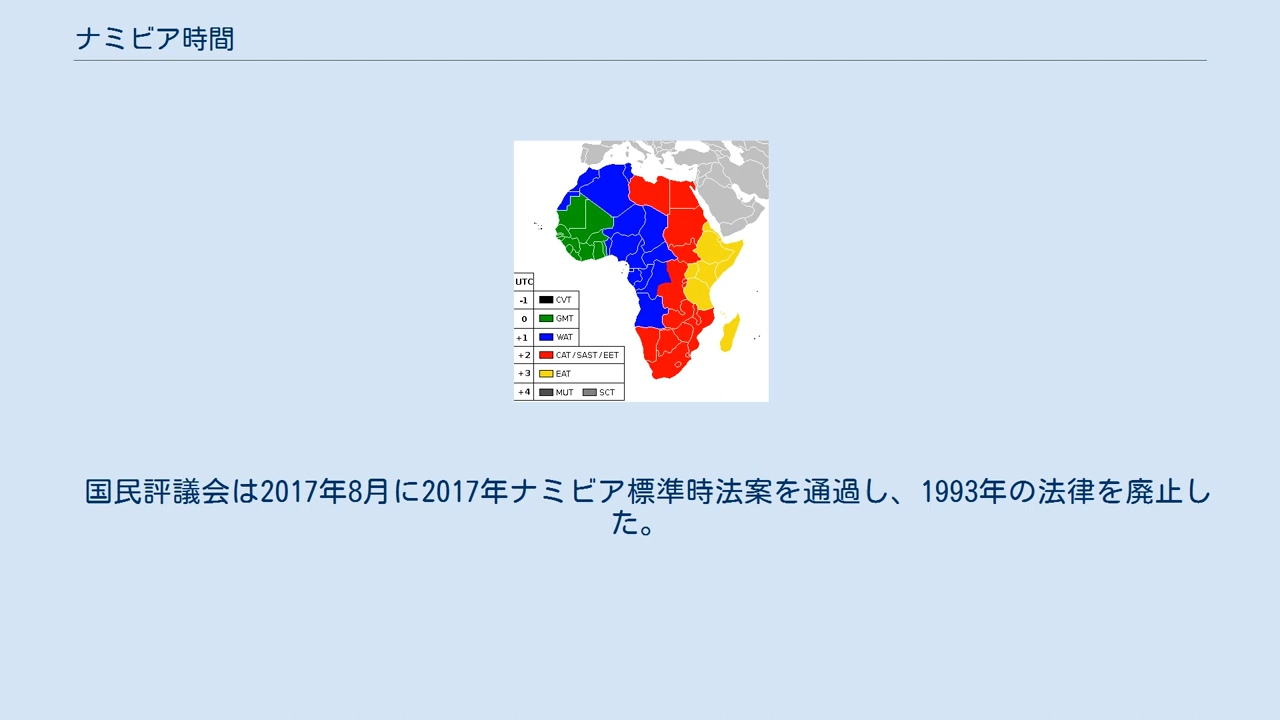 ナミビア時間
UTC
-1 CVT
0 GMT
+1 WAT
+2 CAT/SAST/EET
+3 EAT
+4 MUT SCT
国民評議会は2017年8月に2017年ナミビア標準時法案を通過し、1993年の法律を廃止し
た。